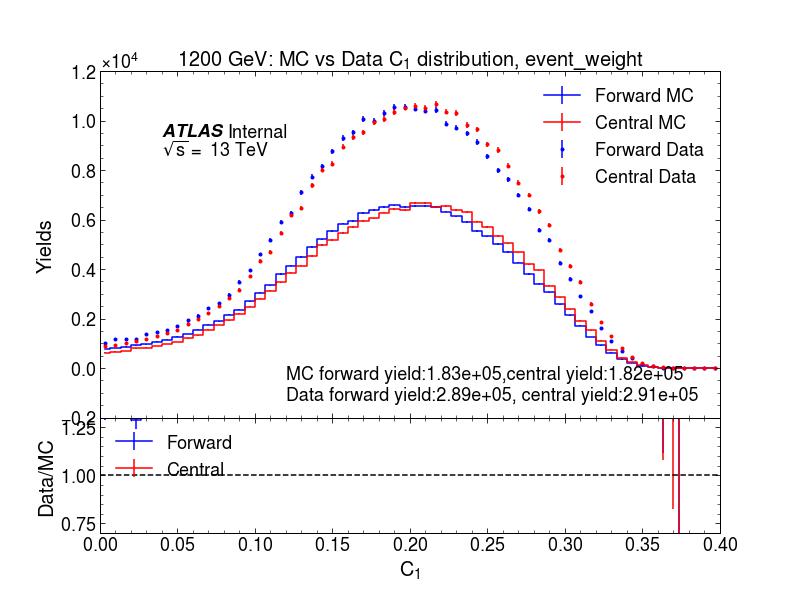 1200 GeV: MC vs Data C₁ distribution, event_weight
×10⁴
1.2
1.0
0.8
0.6
0.4
0.2
0.0
0.2
Yields
ATLAS Internal
√s = 13 TeV
Forward MC
Central MC
Forward Data
Central Data
MC forward yield:1.83e+05,central yield:1.82e+05
Data forward yield:2.89e+05, central yield:2.91e+05
1.25
1.00
0.75
Data/MC
Forward
Central
0.00 0.05 0.10 0.15 0.20 0.25 0.30 0.35 0.40
C₁